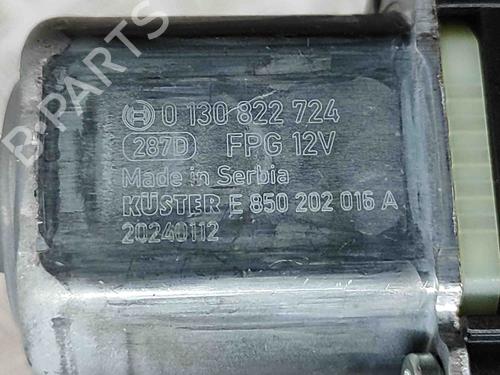 0 130 822 724
287D FPG 12V
Made in Serbia
KÜSTER E 850 202 016 A
20240112
B-PARTS